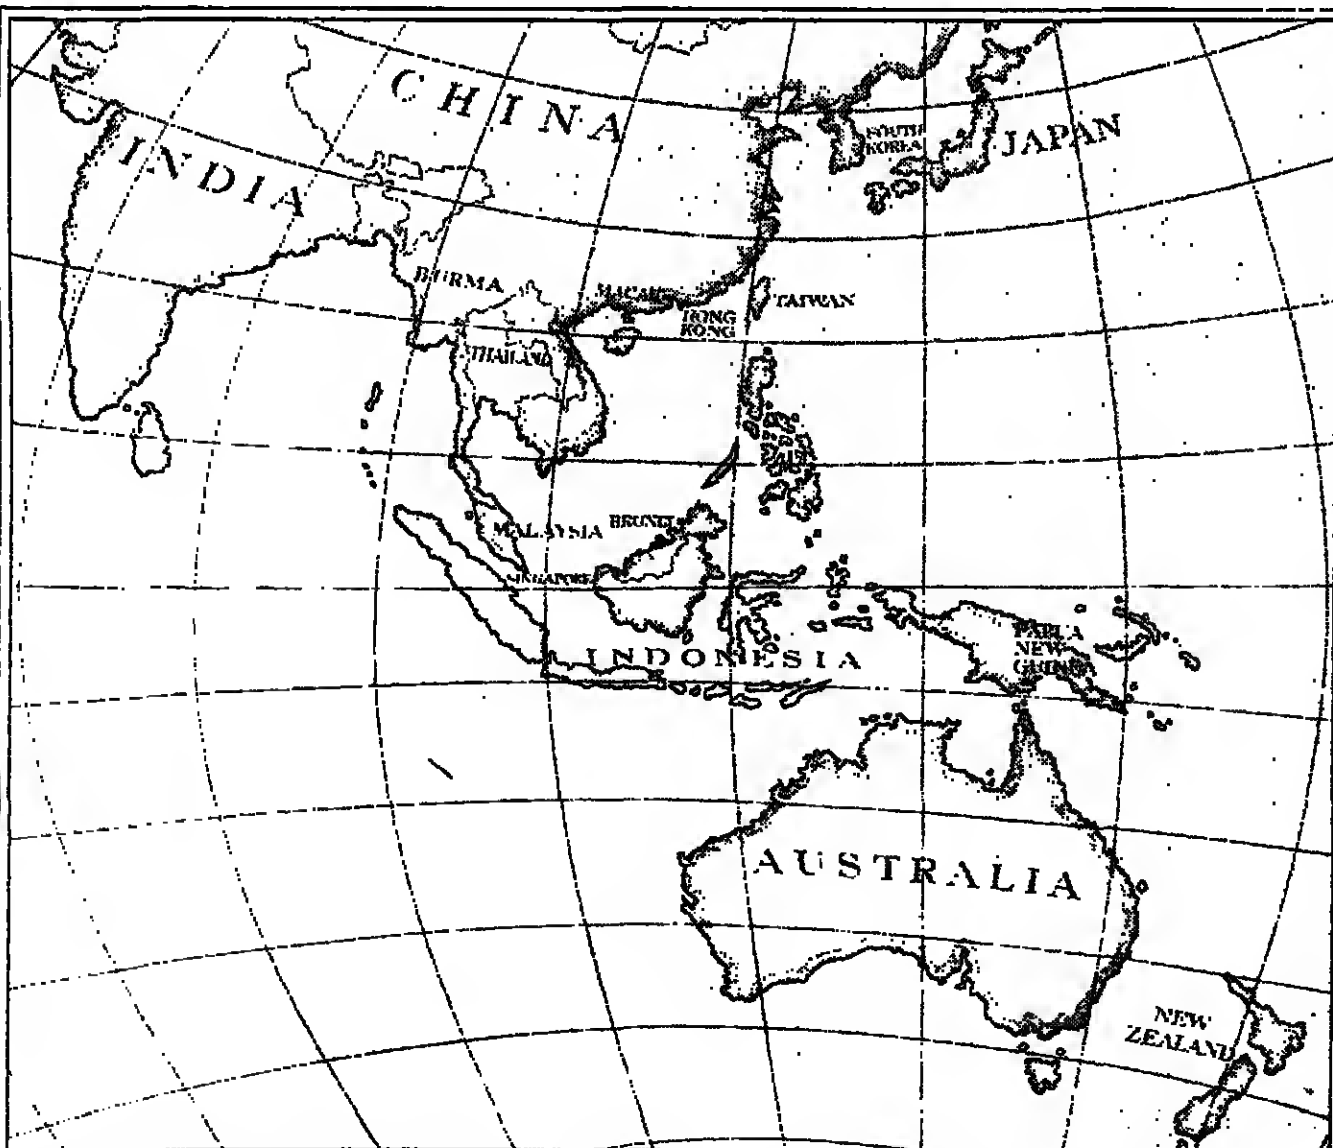 CHINA
SOUTH
KOREA
JAPAN
INDIA
BURMA
MACAU
HONG
KONG
TAIWAN
THAILAND
MALAYSIA
BRUNEI
SINGAPORE
INDONESIA
PAPUA
NEW
GUINEA
AUSTRALIA
NEW
ZEALAND